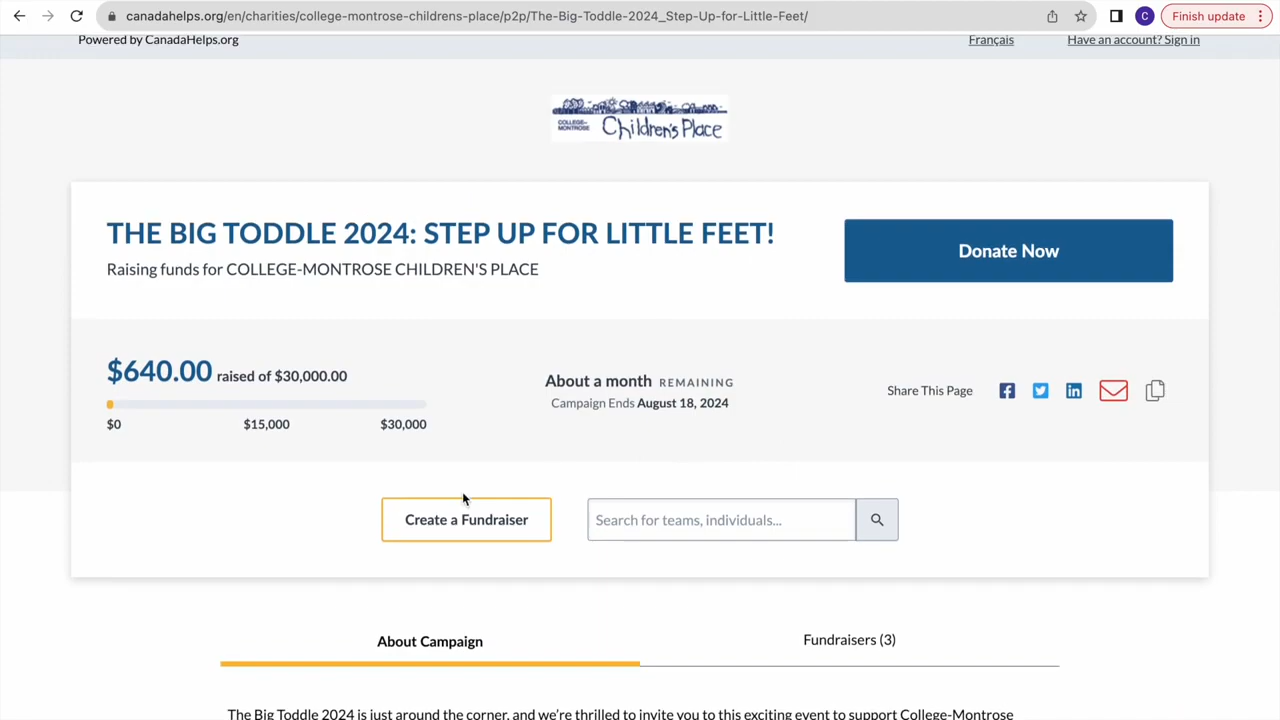 canadahelps.org/en/charities/college-montrose-childrens-place/p2p/The-Big-Toddle-2024_Step-Up-for-Little-Feet/
C
Finish update
Powered by CanadaHelps.org
Français
Have an account? Sign in
COLLEGE-
MONTROSE
Children's Place
THE BIG TODDLE 2024: STEP UP FOR LITTLE FEET!
Raising funds for COLLEGE-MONTROSE CHILDREN'S PLACE
Donate Now
$640.00 raised of $30,000.00
$0
$15,000
$30,000
About a month REMAINING
Campaign Ends August 18, 2024
Share This Page
Create a Fundraiser
Search for teams, individuals...
About Campaign
Fundraisers (3)
The Big Toddle 2024 is just around the corner, and we're thrilled to invite you to this exciting event to support College-Montrose